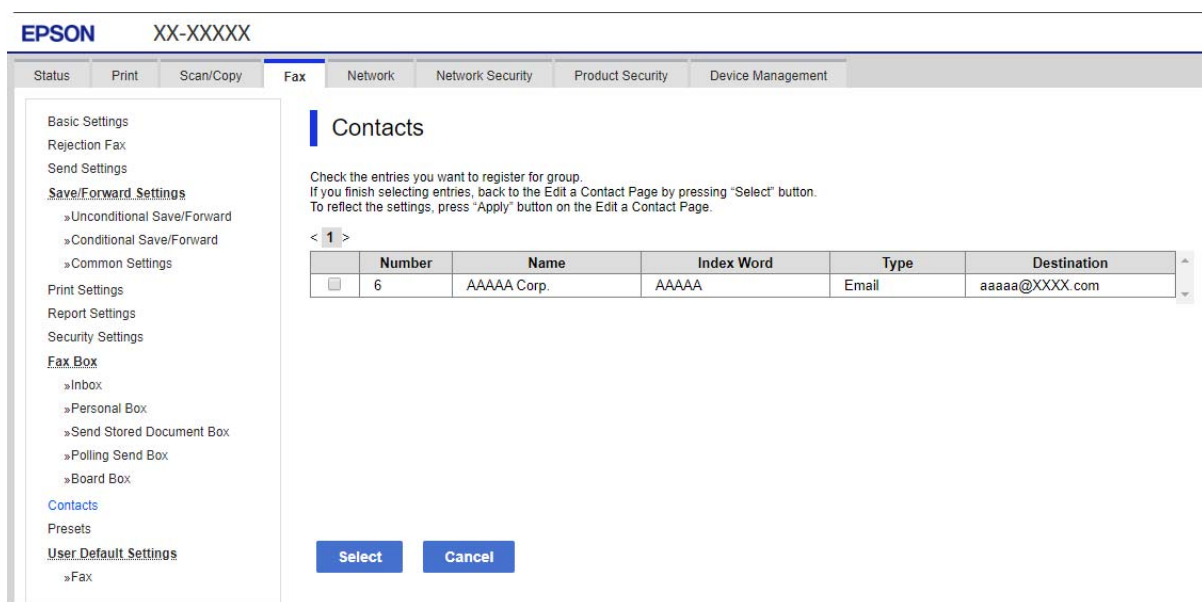 EPSON XX-XXXXX
Status Print Scan/Copy Fax Network Network Security Product Security Device Management
Basic Settings
Rejection Fax
Send Settings
Save/Forward Settings
»Unconditional Save/Forward
»Conditional Save/Forward
»Common Settings
Print Settings
Report Settings
Security Settings
Fax Box
»Inbox
»Personal Box
»Send Stored Document Box
»Polling Send Box
»Board Box
Contacts
Presets
User Default Settings
»Fax
Contacts
Check the entries you want to register for group.
If you finish selecting entries, back to the Edit a Contact Page by pressing “Select” button.
To reflect the settings, press “Apply” button on the Edit a Contact Page.
< 1 >
Number Name Index Word Type Destination
6 AAAAA Corp. AAAAA Email aaaaa@XXXX.com
Select Cancel